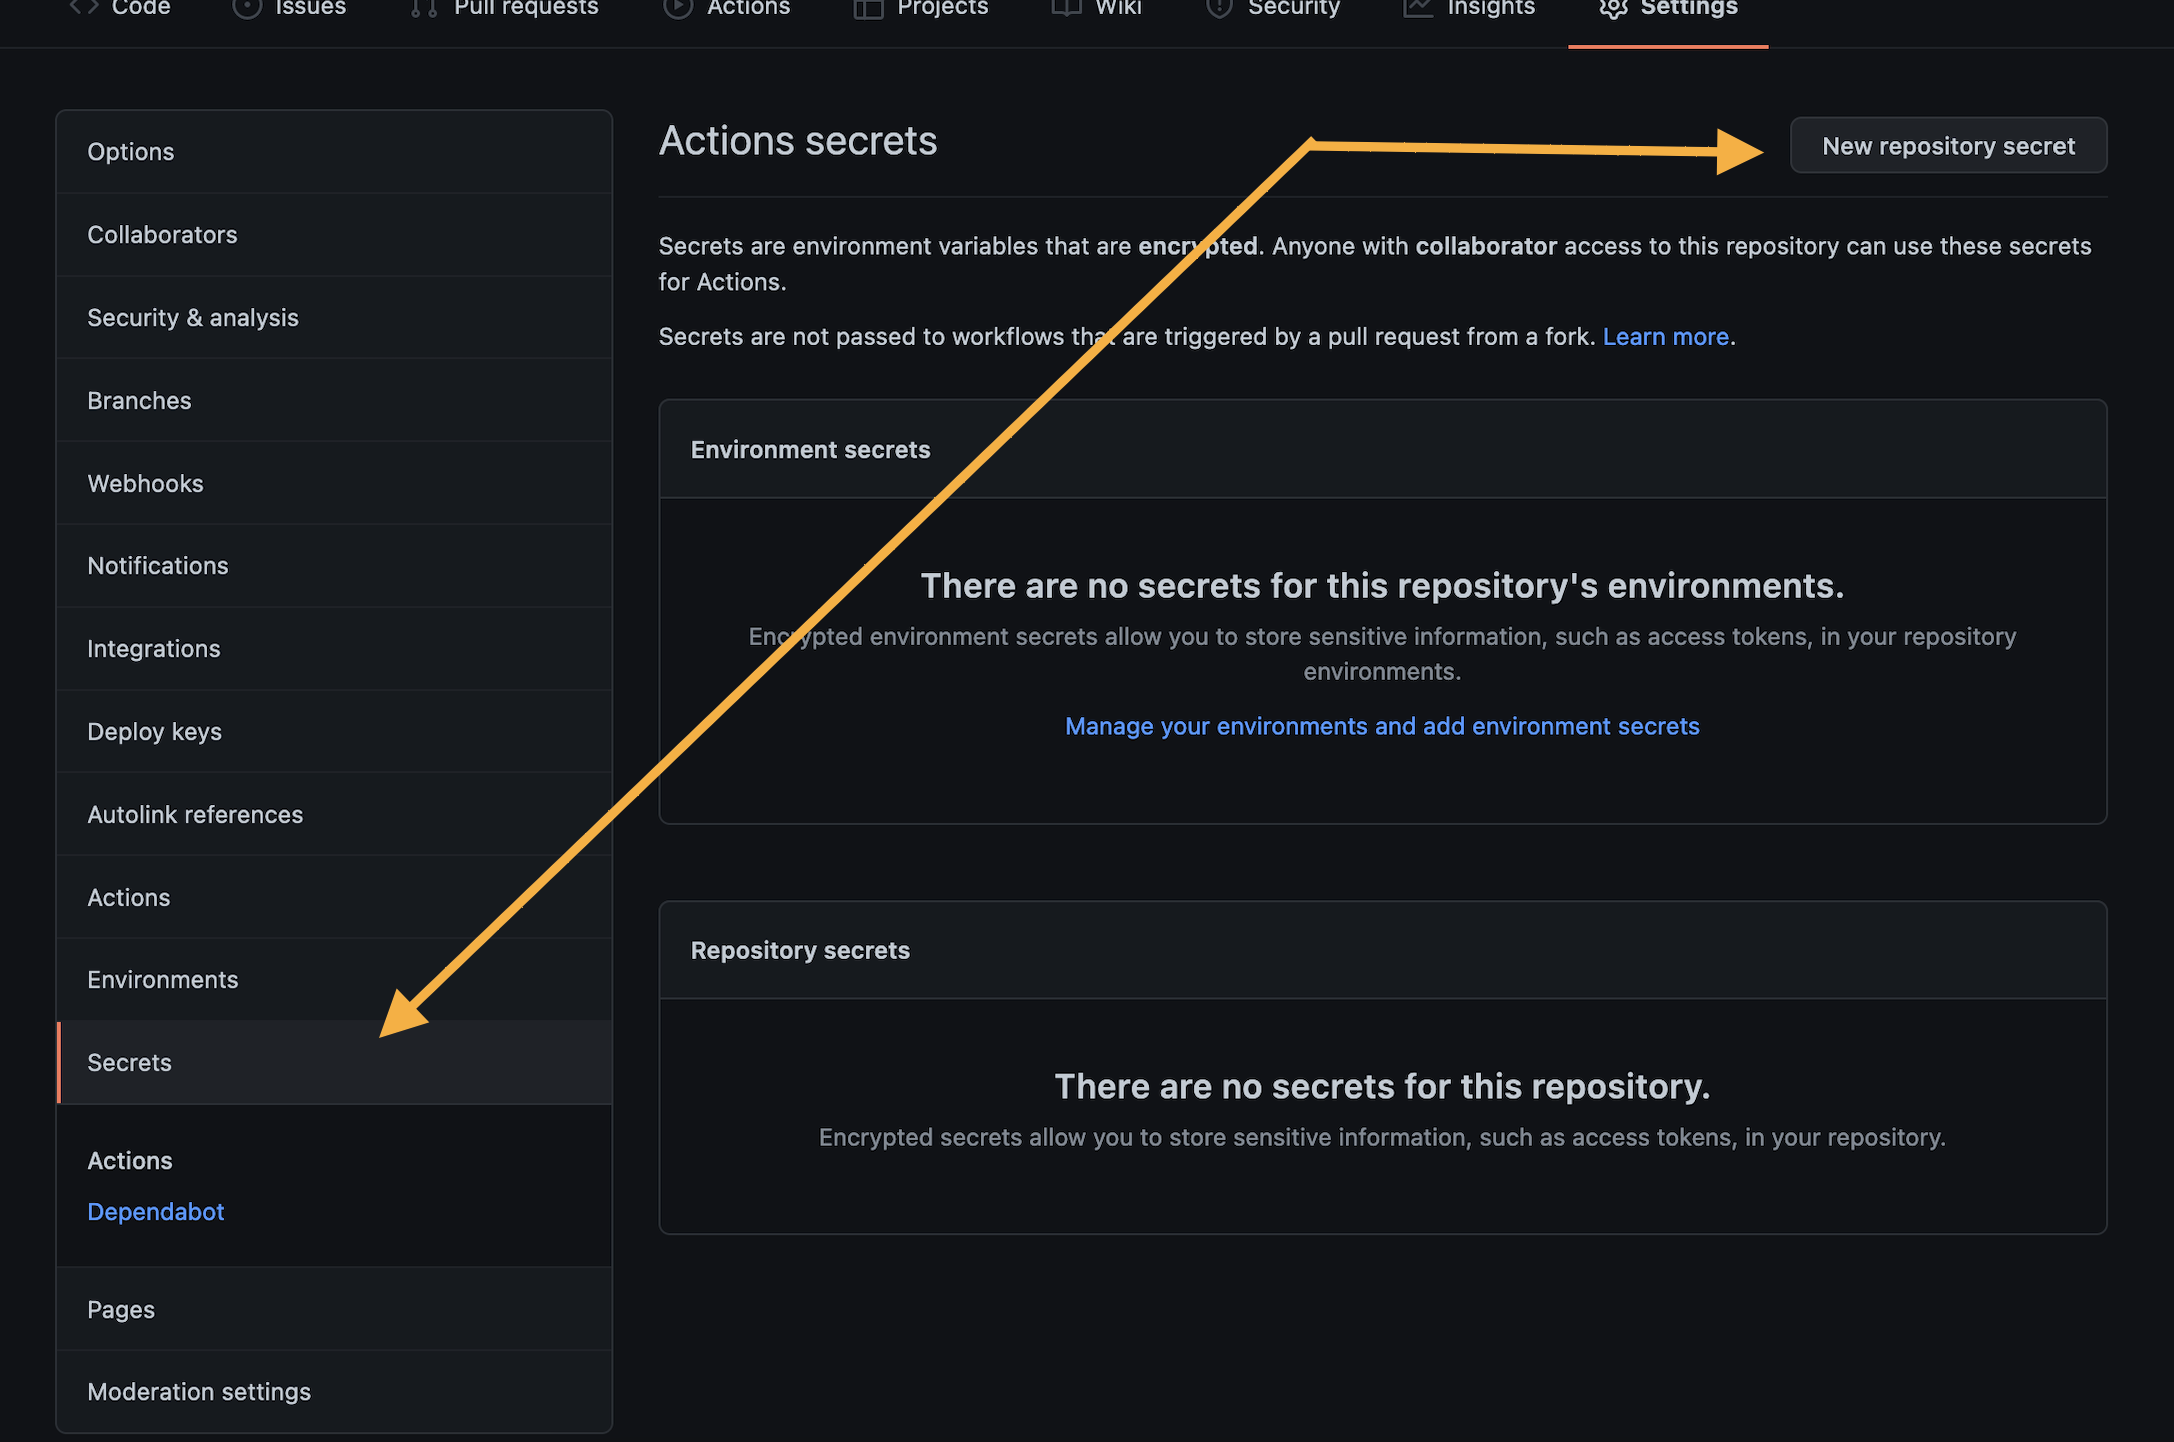 Code Issues Pull requests Actions Projects Wiki Security Insights Settings
Options
Collaborators
Security & analysis
Branches
Webhooks
Notifications
Integrations
Deploy keys
Autolink references
Actions
Environments
Secrets
Actions
Dependabot
Pages
Moderation settings
Actions secrets
New repository secret
Secrets are environment variables that are encrypted. Anyone with collaborator access to this repository can use these secrets
for Actions.
Secrets are not passed to workflows that are triggered by a pull request from a fork. Learn more.
Environment secrets
There are no secrets for this repository's environments.
Encrypted environment secrets allow you to store sensitive information, such as access tokens, in your repository
environments.
Manage your environments and add environment secrets
Repository secrets
There are no secrets for this repository.
Encrypted secrets allow you to store sensitive information, such as access tokens, in your repository.